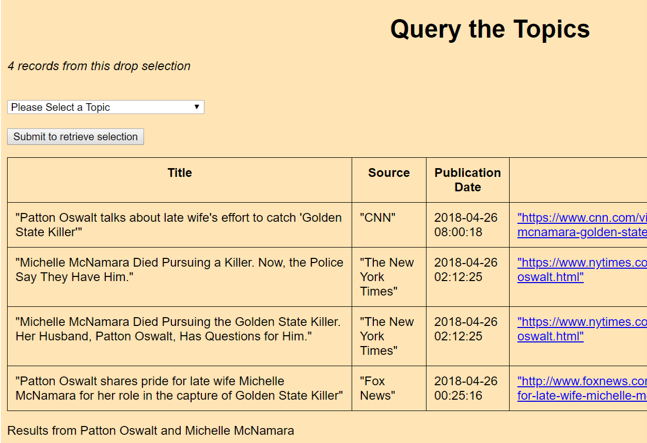 Query the Topics
4 records from this drop selection
Please Select a Topic
Submit to retrieve selection
Title Source Publication
Date
"Patton Oswalt talks about late wife's effort to catch 'Golden
State Killer'"
"CNN"
2018-04-26
08:00:18
"https://www.cnn.com/vi
mcnamara-golden-state
"Michelle McNamara Died Pursuing a Killer. Now, the Police
Say They Have Him."
"The New
York
Times"
2018-04-26
02:12:25
"https://www.nytimes.co
oswalt.html"
"Michelle McNamara Died Pursuing the Golden State Killer.
Her Husband, Patton Oswalt, Has Questions for Him."
"The New
York
Times"
2018-04-26
02:12:25
"https://www.nytimes.co
oswalt.html"
"Patton Oswalt shares pride for late wife Michelle
McNamara for her role in the capture of Golden State Killer"
"Fox
News"
2018-04-26
00:25:16
"http://www.foxnews.co
for-late-wife-michelle-m
Results from Patton Oswalt and Michelle McNamara